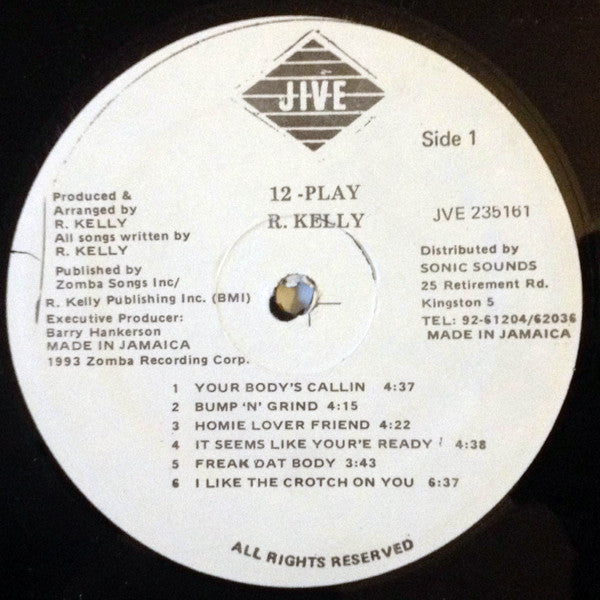 JIVE
Side 1
12 -PLAY
R. KELLY
JVE 235161
Produced &
Arranged by
R. KELLY
All songs written by
R. KELLY
Published by
Zomba Songs Inc/
R. Kelly Publishing Inc. (BMI)
Executive Producer:
Barry Hankerson
MADE IN JAMAICA
1993 Zomba Recording Corp.
Distributed by
SONIC SOUNDS
25 Retirement Rd.
Kingston 5
TEL: 92-61204/62036
MADE IN JAMAICA
1 YOUR BODY'S CALLIN 4:37
2 BUMP 'N' GRIND 4:15
3 HOMIE LOVER FRIEND 4:22
4 IT SEEMS LIKE YOUR'E READY 4:38
5 FREAK DAT BODY 3:43
6 I LIKE THE CROTCH ON YOU 6:37
ALL RIGHTS RESERVED